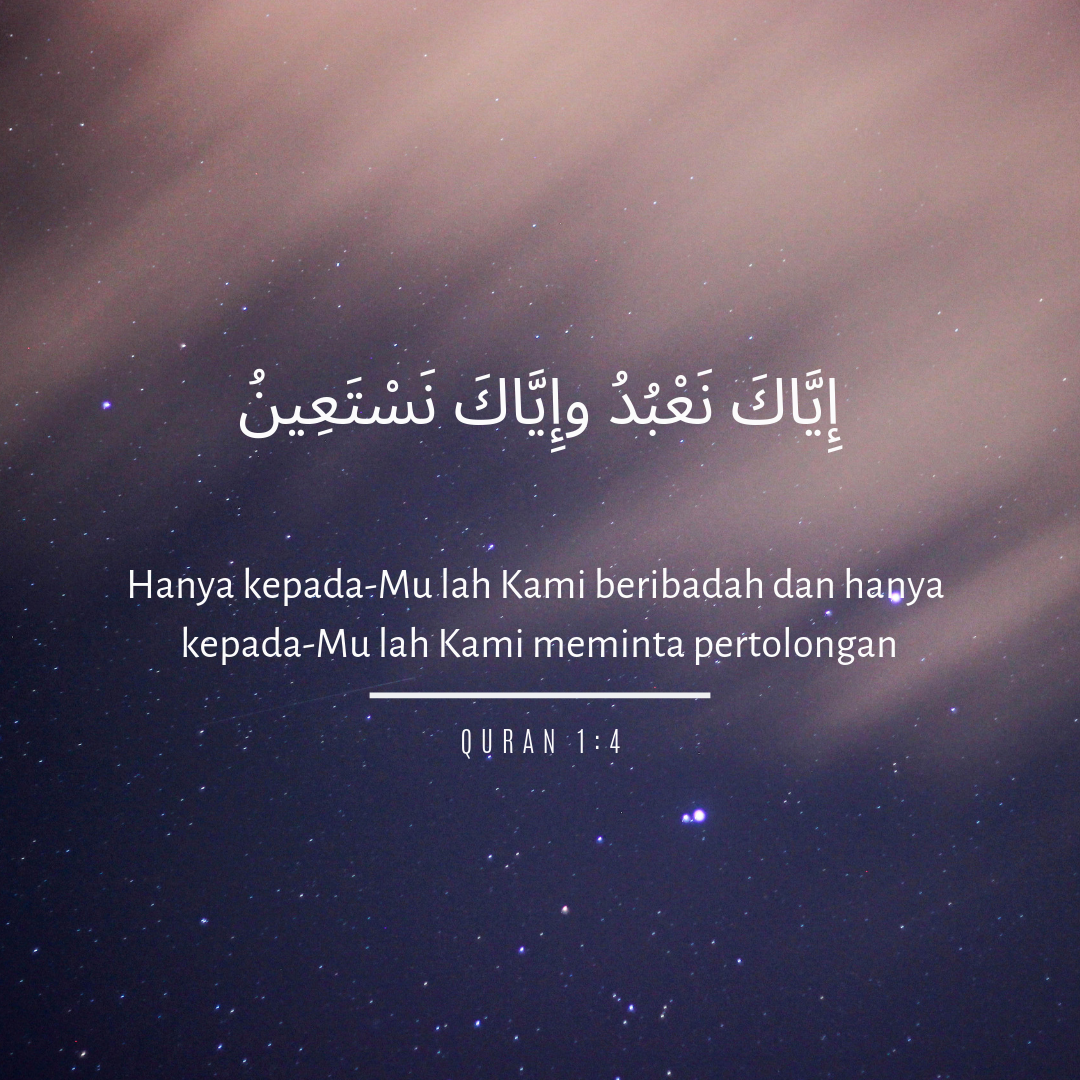 إِيَّاكَ نَعْبُدُ وإِيَّاكَ نَسْتَعِينُ
Hanya kepada-Mu lah Kami beribadah dan hanya
kepada-Mu lah Kami meminta pertolongan
QURAN 1:4